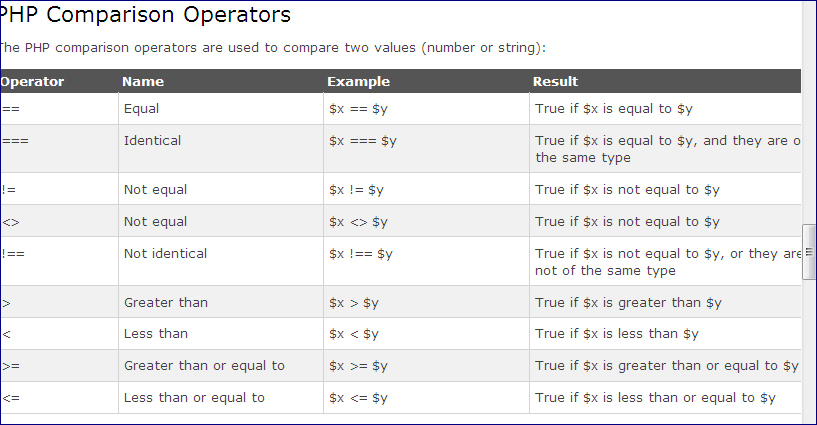 PHP Comparison Operators
The PHP comparison operators are used to compare two values (number or string):
Operator Name Example Result
== Equal $x == $y True if $x is equal to $y
=== Identical $x === $y True if $x is equal to $y, and they are o
the same type
!= Not equal $x != $y True if $x is not equal to $y
<> Not equal $x <> $y True if $x is not equal to $y
!== Not identical $x !== $y True if $x is not equal to $y, or they are
not of the same type
> Greater than $x > $y True if $x is greater than $y
< Less than $x < $y True if $x is less than $y
>= Greater than or equal to $x >= $y True if $x is greater than or equal to $y
<= Less than or equal to $x <= $y True if $x is less than or equal to $y